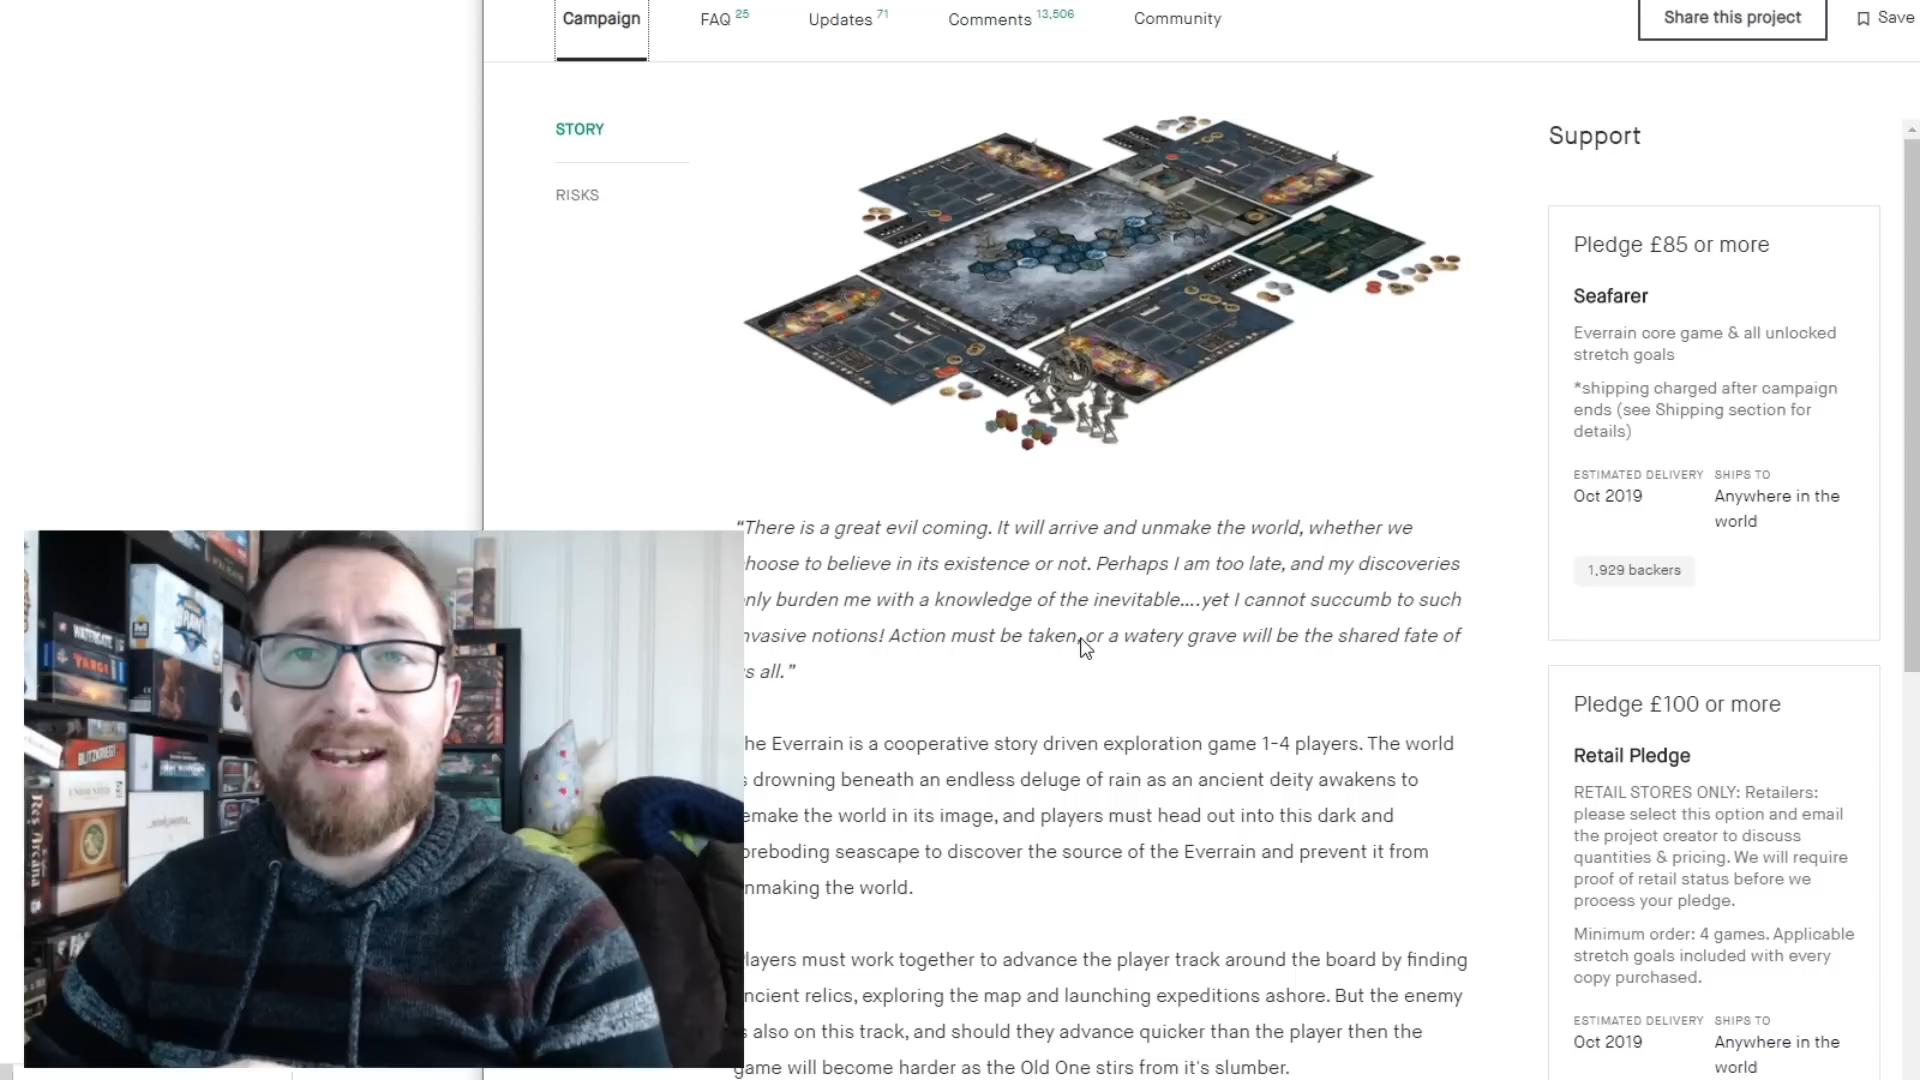 Campaign
FAQ 25
Updates 71
Comments 13,506
Community
Share this project
Save
STORY
RISKS
Support
Pledge £85 or more
Seafarer
Everrain core game & all unlocked
stretch goals
*shipping charged after campaign
ends (see Shipping section for
details)
ESTIMATED DELIVERY
Oct 2019
SHIPS TO
Anywhere in the
world
1,929 backers
"There is a great evil coming. It will arrive and unmake the world, whether we
to believe in its existence or not. Perhaps I am too late, and my discoveries
burden me with a knowledge of the inevitable....yet I cannot succumb to such
notions! Action must be taken, or a watery grave will be the shared fate of
all."
Everrain is a cooperative story driven exploration game 1-4 players. The world
drowning beneath an endless deluge of rain as an ancient deity awakens to
the world in its image, and players must head out into this dark and
seascape to discover the source of the Everrain and prevent it from
the world.
must work together to advance the player track around the board by finding
relics, exploring the map and launching expeditions ashore. But the enemy
also on this track, and should they advance quicker than the player then the
game will become harder as the Old One stirs from it's slumber.
Pledge £100 or more
Retail Pledge
RETAIL STORES ONLY: Retailers:
please select this option and email
the project creator to discuss
quantities & pricing. We will require
proof of retail status before we
process your pledge.
Minimum order: 4 games. Applicable
stretch goals included with every
copy purchased.
ESTIMATED DELIVERY
Oct 2019
SHIPS TO
Anywhere in the
world
WATERGATE
TARGI
BLITZKRIEG!
UNDAUNTED
Res Arcana